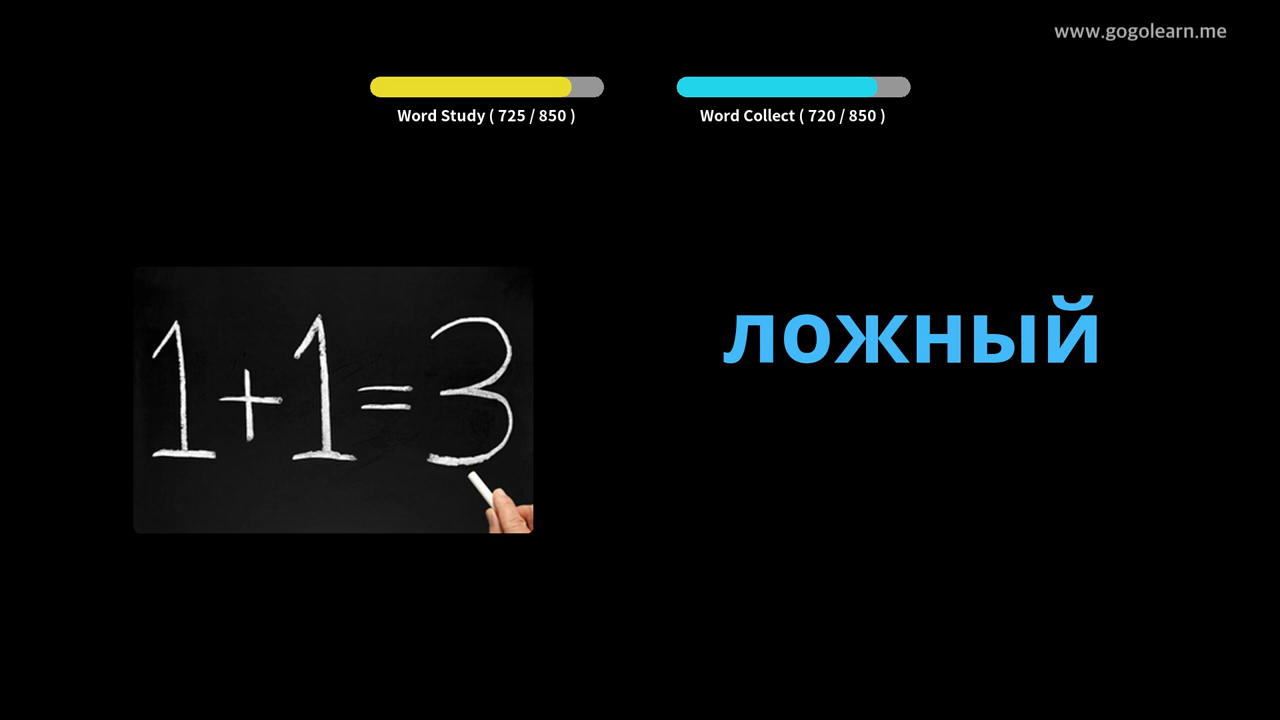 www.gogolearn.me
Word Study ( 725 / 850 )
Word Collect ( 720 / 850 )
1+1=3
ложный